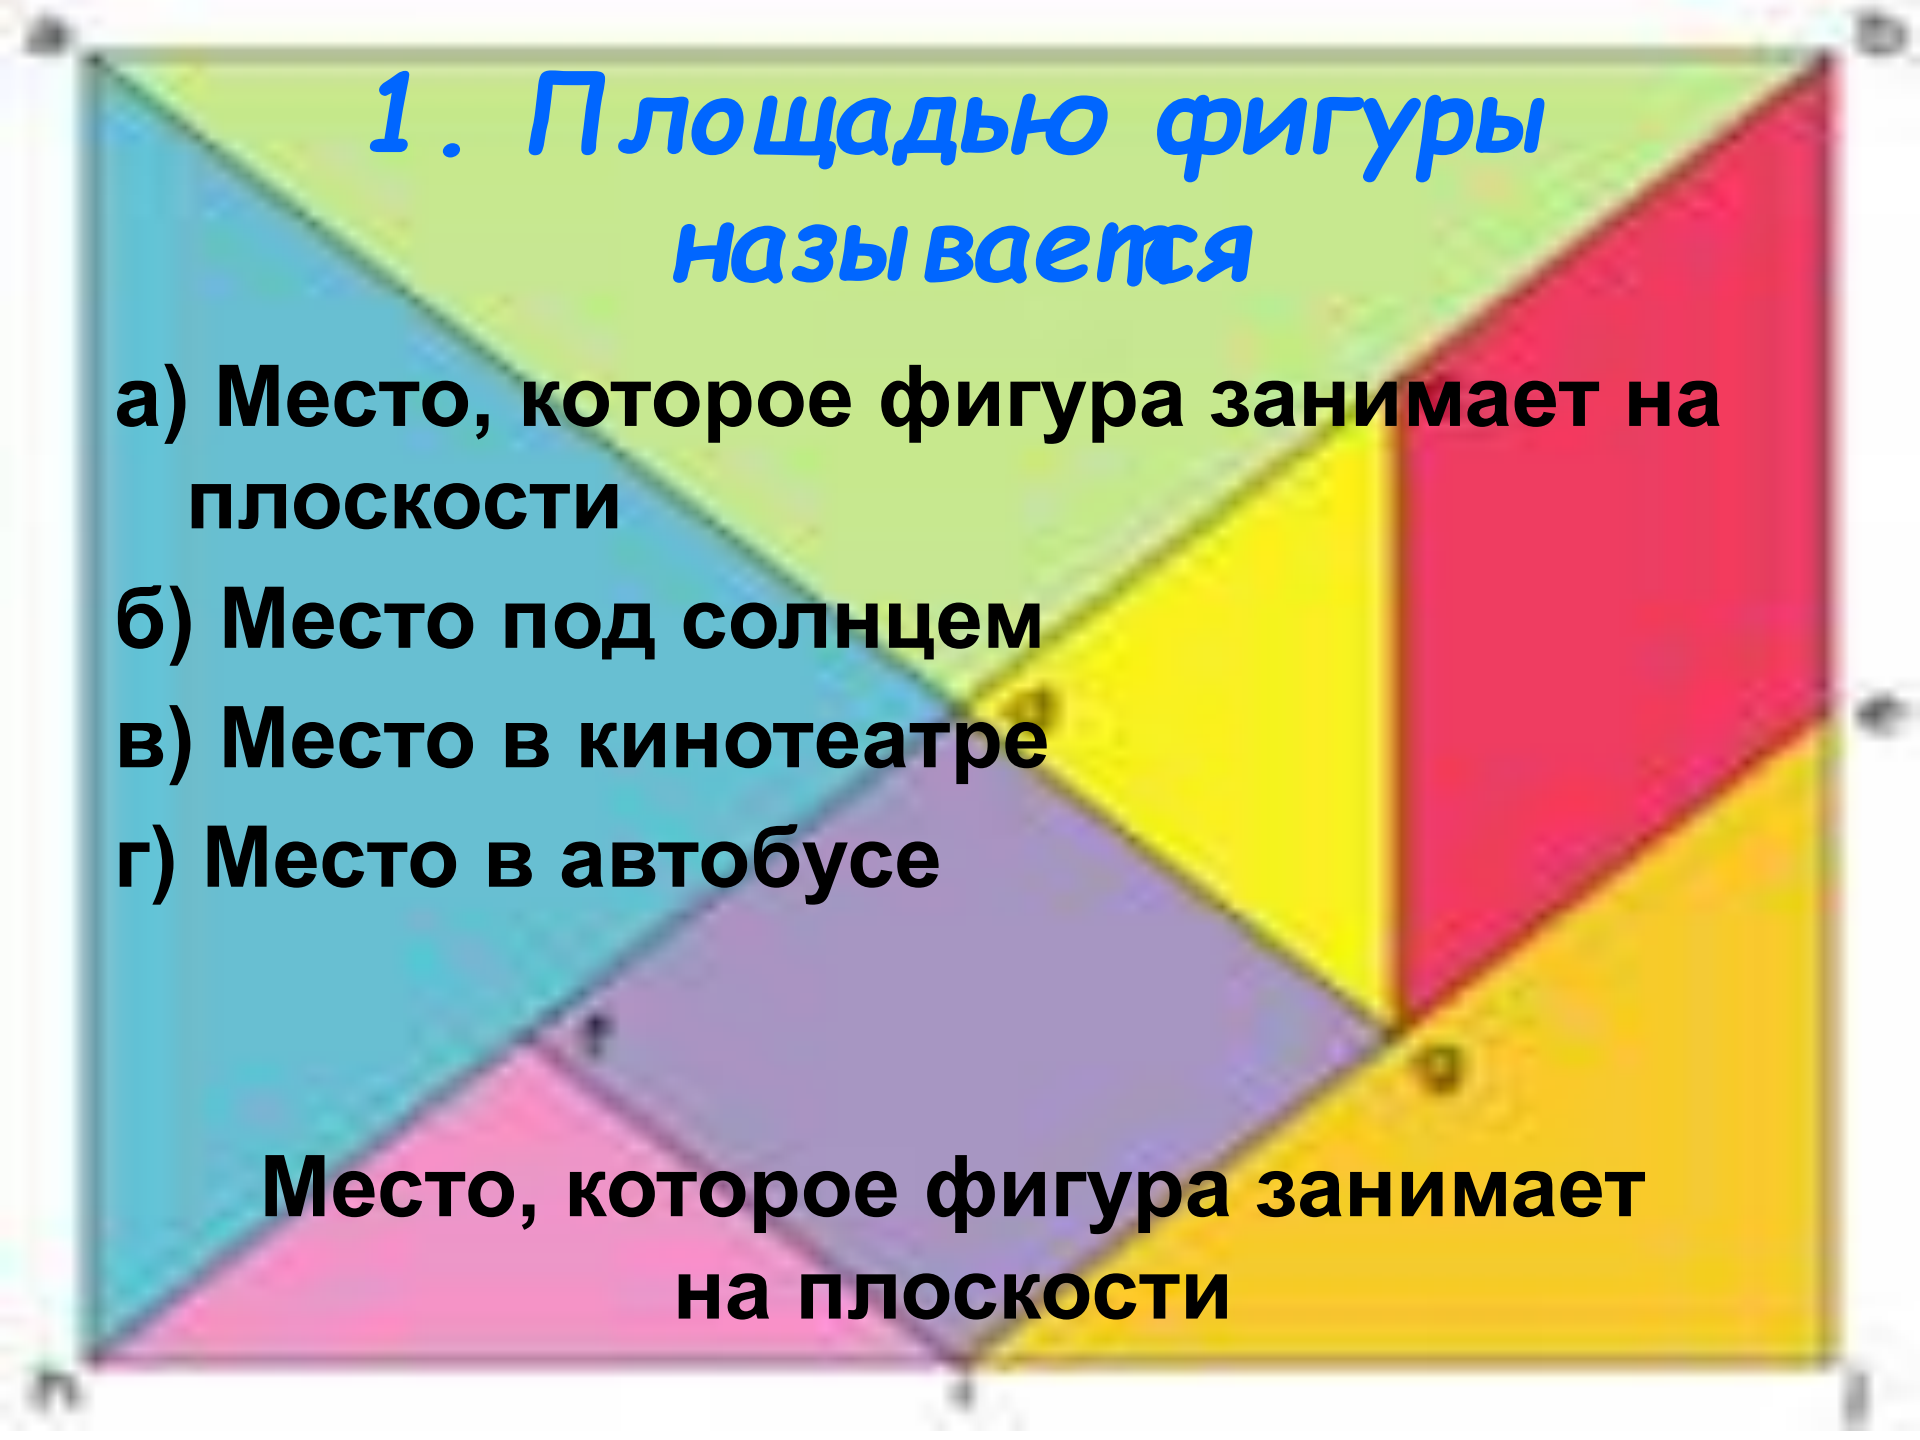 1. Площадью фигуры
называется
а) Место, которое фигура занимает на
плоскости
б) Место под солнцем
в) Место в кинотеатре
г) Место в автобусе
Место, которое фигура занимает
на плоскости